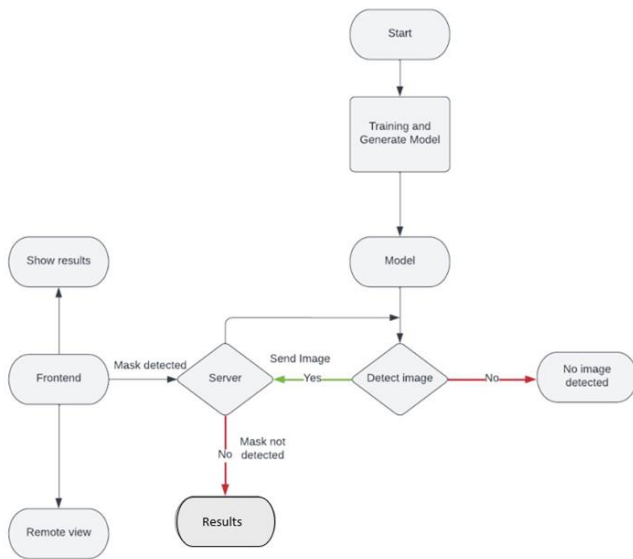 Start
Training and
Generate Model
Show results
Model
Send Image
Mask detected
Frontend
Server
Yes
Detect image
No
No image
detected
No
Mask not
detected
Results
Remote view